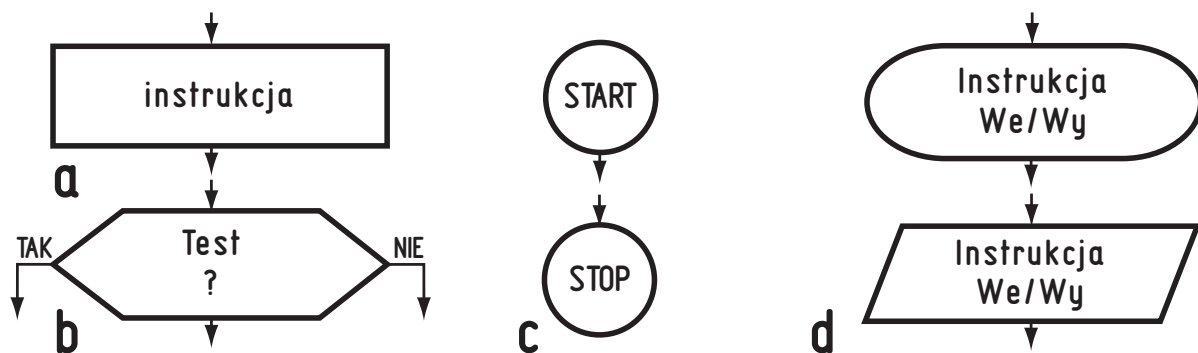 instrukcja
a
TAK
Test
?
NIE
b
START
STOP
c
Instrukcja
We/Wy
Instrukcja
We/Wy
d